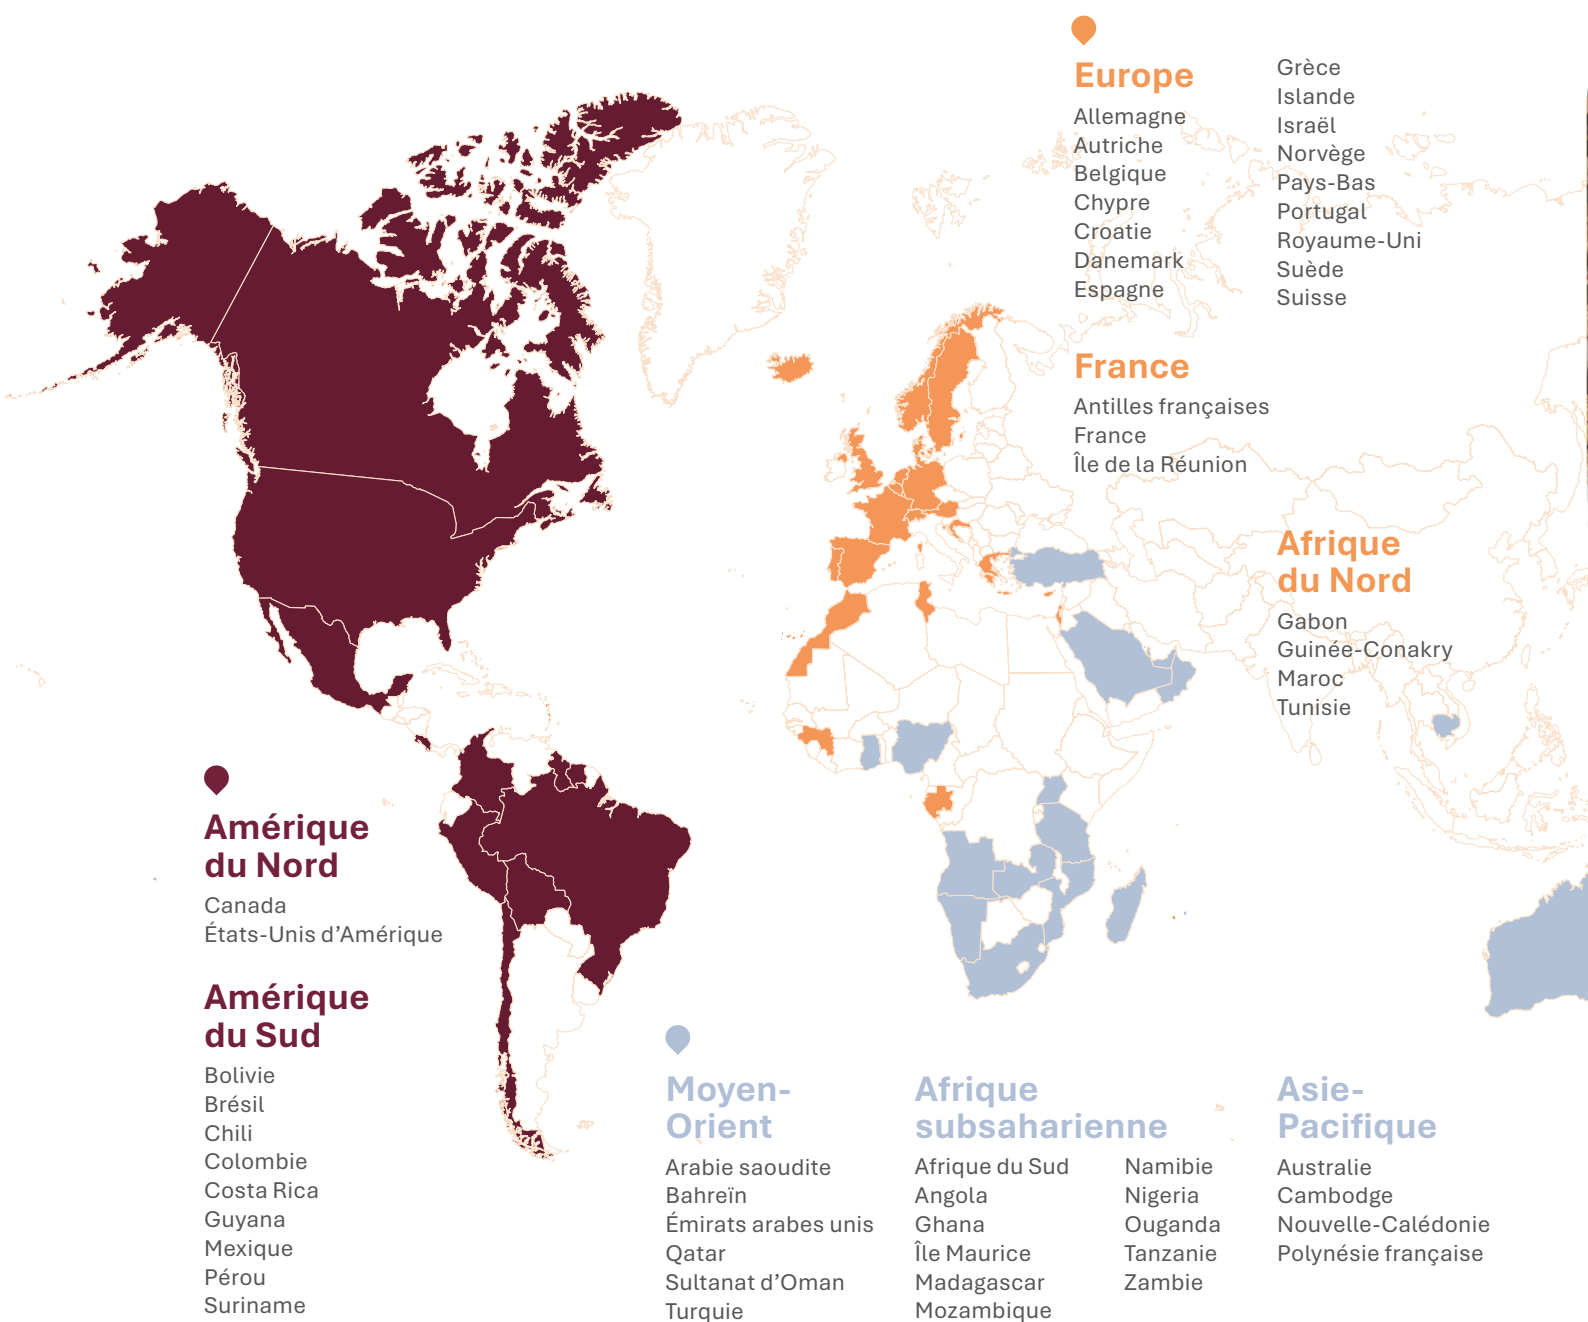 Europe
Allemagne
Autriche
Belgique
Chypre
Croatie
Danemark
Espagne
Grèce
Islande
Israël
Norvège
Pays-Bas
Portugal
Royaume-Uni
Suède
Suisse
France
Antilles françaises
France
Île de la Réunion
Afrique
du Nord
Gabon
Guinée-Conakry
Maroc
Tunisie
Amérique
du Nord
Canada
États-Unis d’Amérique
Amérique
du Sud
Bolivie
Brésil
Chili
Colombie
Costa Rica
Guyana
Mexique
Pérou
Suriname
Moyen-
Orient
Arabie saoudite
Bahreïn
Émirats arabes unis
Qatar
Sultanat d’Oman
Turquie
Afrique
subsaharienne
Afrique du Sud
Angola
Ghana
Île Maurice
Madagascar
Mozambique
Namibie
Nigeria
Ouganda
Tanzanie
Zambie
Asie-
Pacifique
Australie
Cambodge
Nouvelle-Calédonie
Polynésie française